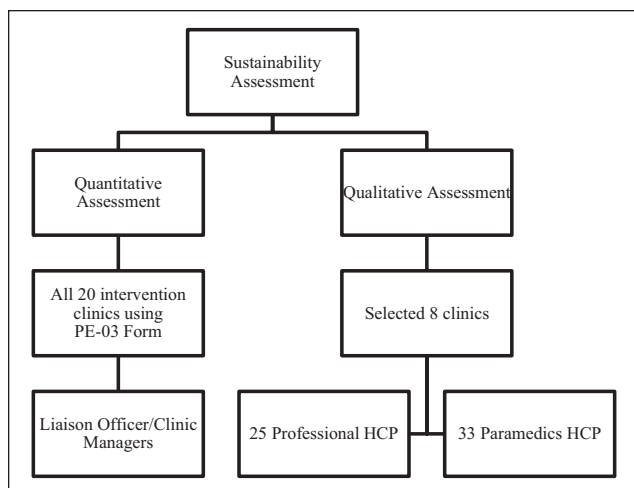 Sustainability
Assessment
Quantitative
Assessment
Qualitative Assessment
All 20 intervention
clinics using
PE-03 Form
Selected 8 clinics
Liaison Officer/Clinic
Managers
25 Professional HCP
33 Paramedics HCP